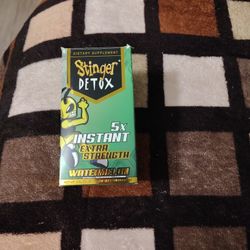 DIETARY SUPPLEMENT
Stinger
DETOX
5X
INSTANT
EXTRA
STRENGTH
WATERMELON